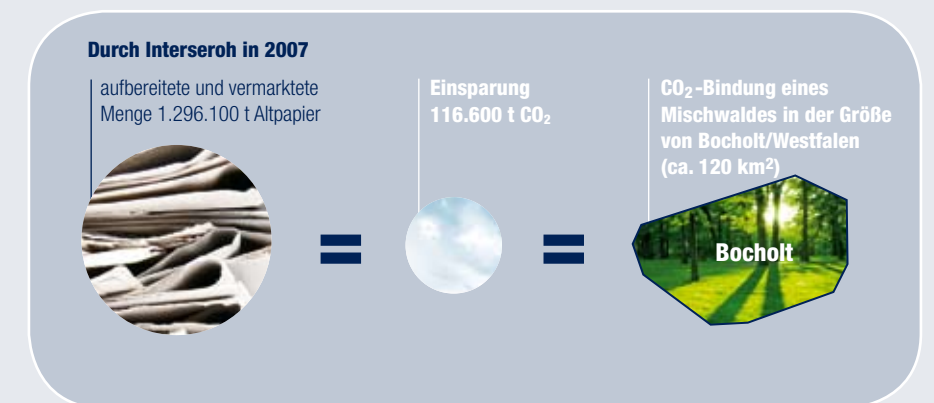 Durch Interseroh in 2007
aufbereitete und vermarktete
Menge 1.296.100 t Altpapier
Einsparung
116.600 t CO₂
CO₂-Bindung eines
Mischwaldes in der Größe
von Bocholt/Westfalen
(ca. 120 km²)
=
=
Bocholt